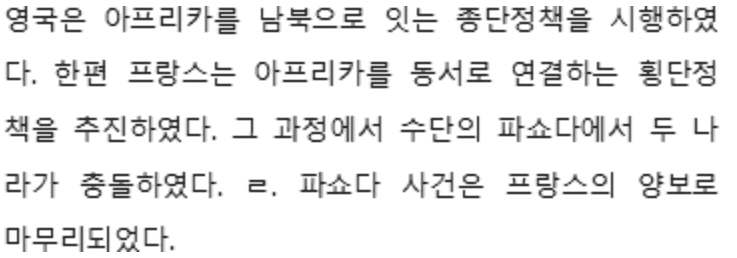 영국은 아프리카를 남북으로 잇는 종단정책을 시행하였
다. 한편 프랑스는 아프리카를 동서로 연결하는 횡단정
책을 추진하였다. 그 과정에서 수단의 파쇼다에서 두 나
라가 충돌하였다. ㄹ. 파쇼다 사건은 프랑스의 양보로
마무리되었다.